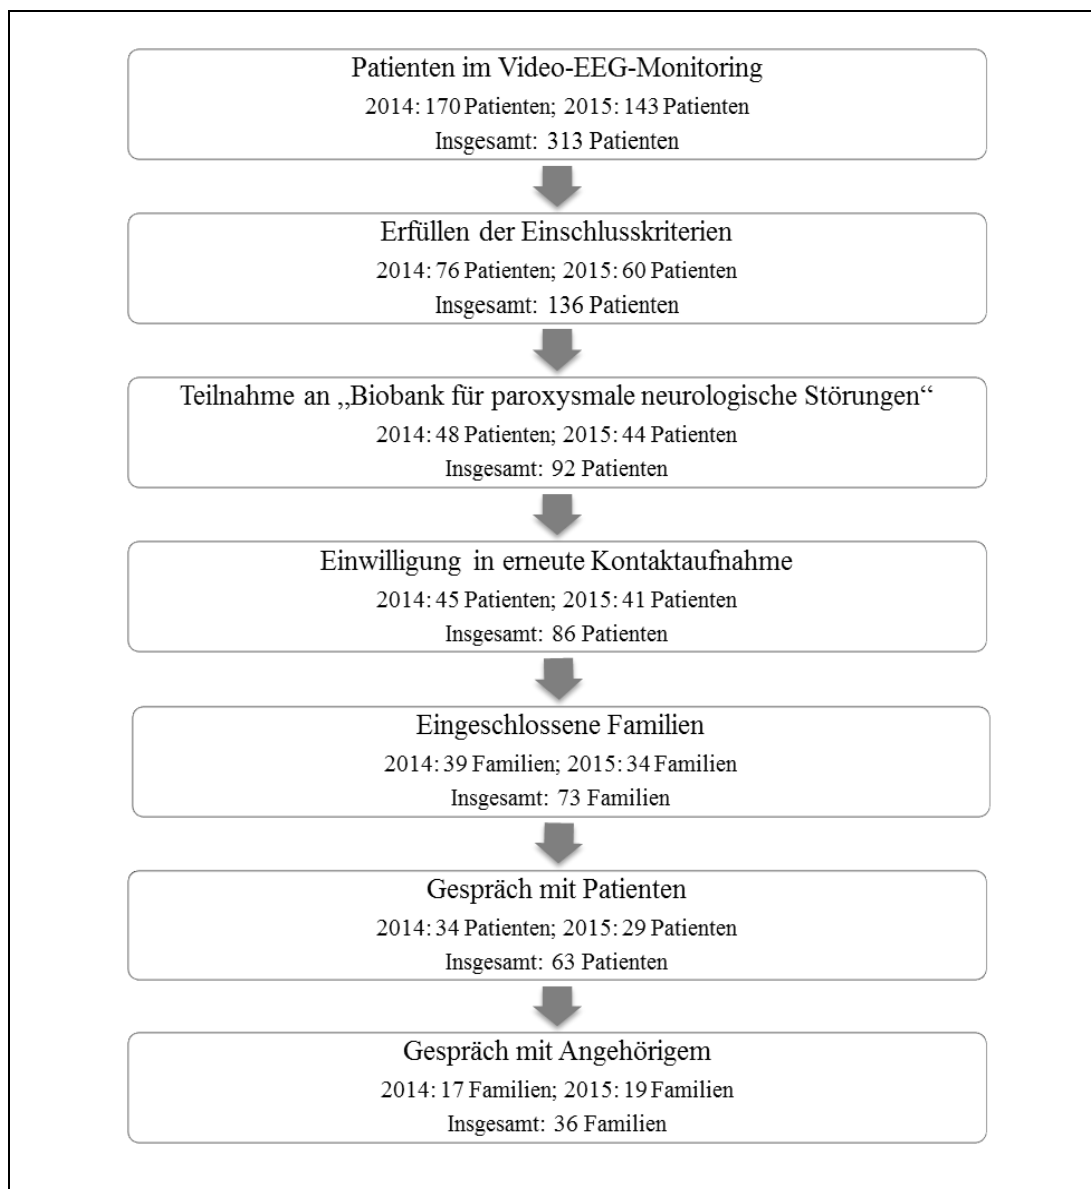 Patienten im Video-EEG-Monitoring
2014: 170 Patienten; 2015: 143 Patienten
Insgesamt: 313 Patienten
Erfüllen der Einschlusskriterien
2014: 76 Patienten; 2015: 60 Patienten
Insgesamt: 136 Patienten
Teilnahme an „Biobank für paroxysmale neurologische Störungen“
2014: 48 Patienten; 2015: 44 Patienten
Insgesamt: 92 Patienten
Einwilligung in erneute Kontaktaufnahme
2014: 45 Patienten; 2015: 41 Patienten
Insgesamt: 86 Patienten
Eingeschlossene Familien
2014: 39 Familien; 2015: 34 Familien
Insgesamt: 73 Familien
Gespräch mit Patienten
2014: 34 Patienten; 2015: 29 Patienten
Insgesamt: 63 Patienten
Gespräch mit Angehörigem
2014: 17 Familien; 2015: 19 Familien
Insgesamt: 36 Familien